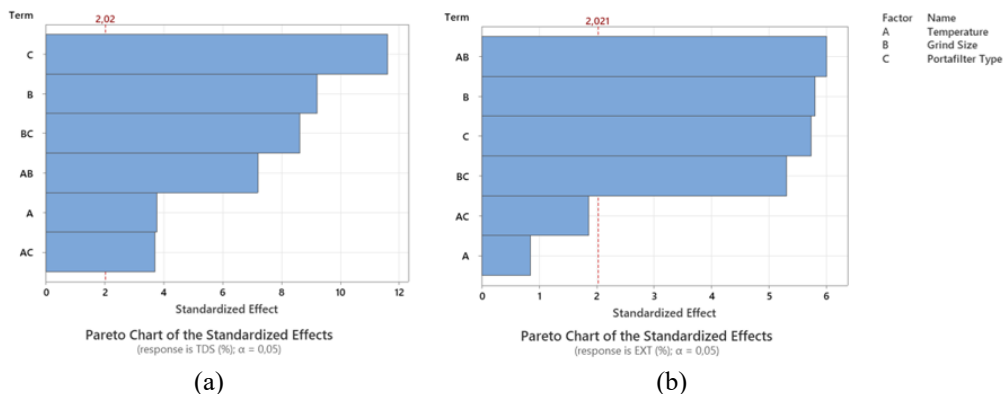 Term
2,02
C
B
BC
AB
A
AC
0 2 4 6 8 10 12
Standardized Effect
Pareto Chart of the Standardized Effects
(response is TDS (%); α = 0,05)
(a)
Term
2,021
AB
B
C
BC
AC
A
0 1 2 3 4 5 6
Standardized Effect
Pareto Chart of the Standardized Effects
(response is EXT (%); α = 0,05)
(b)
Factor Name
A Temperature
B Grind Size
C Portafilter Type